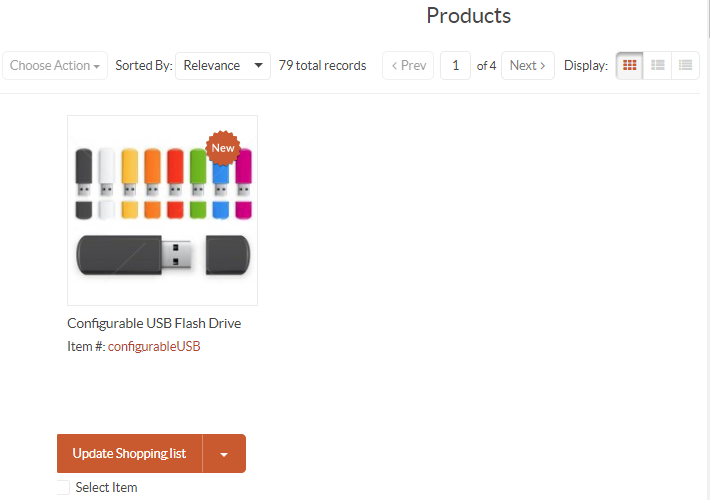 Products
Choose Action Sorted By: Relevance 79 total records < Prev 1 of 4 Next > Display:
New
Configurable USB Flash Drive
Item #: configurableUSB
Update Shopping list
Select Item